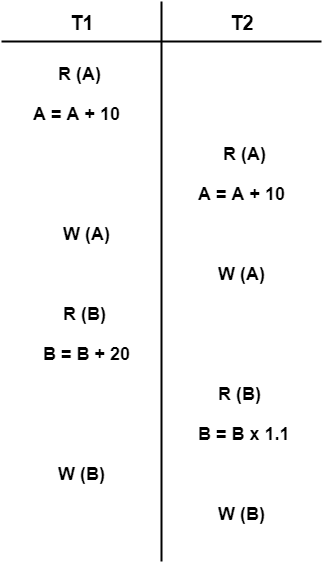 T1 T2
R (A)
A = A + 10
R (A)
A = A + 10
W (A)
W (A)
R (B)
B = B + 20
R (B)
B = B x 1.1
W (B)
W (B)